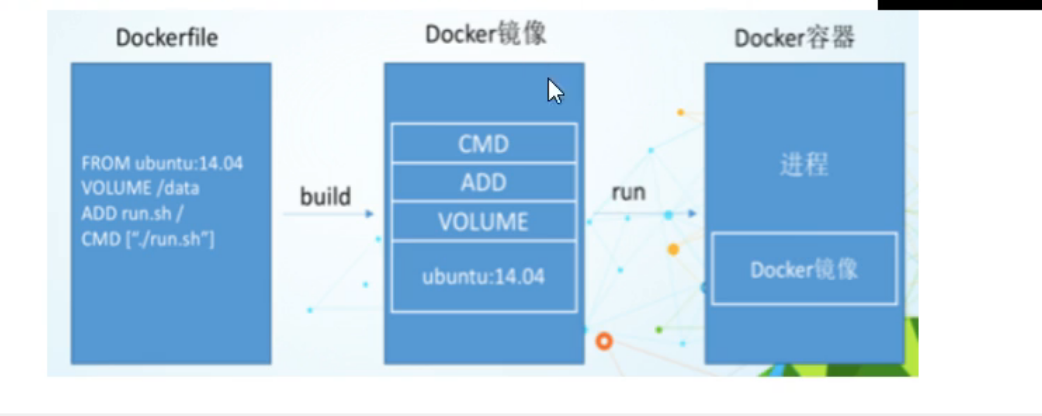 Dockerfile
FROM ubuntu:14.04
VOLUME /data
ADD run.sh /
CMD [“./run.sh”]
build
Docker镜像
CMD
ADD
VOLUME
ubuntu:14.04
run
Docker容器
进程
Docker镜像